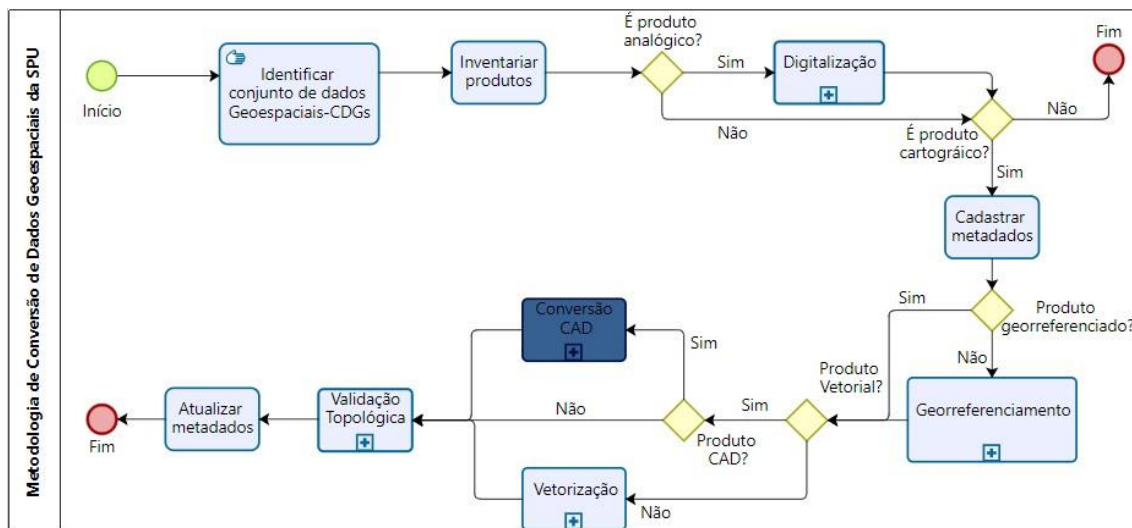 Metodologia de Conversão de Dados Geoespaciais da SPU
Início
Identificar
conjunto de dados
Geoespaciais-CDGs
Inventariar
produtos
É produto
analógico?
Sim
Não
Digitalização
É produto
cartográico?
Não
Fim
Sim
Cadastrar
metadados
Produto
georreferenciado?
Sim
Não
Georreferenciamento
Produto
Vetorial?
Sim
Não
Produto
CAD?
Sim
Não
Conversão
CAD
Vetorização
Validação
Topológica
Atualizar
metadados
Fim